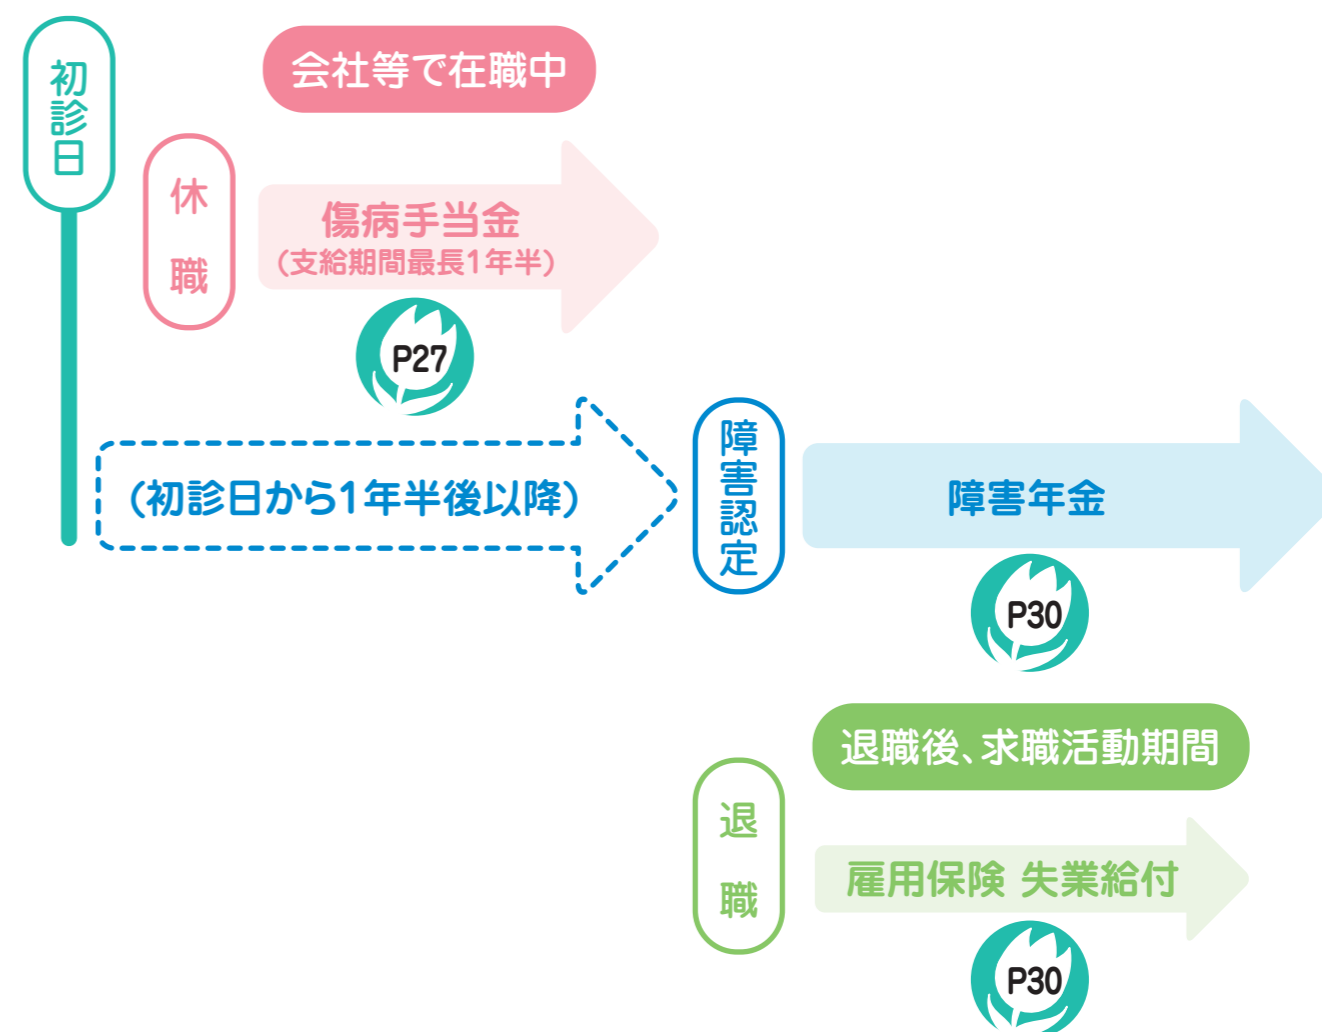 初診日
会社等で在職中
休職
傷病手当金
(支給期間最長1年半)
P27
(初診日から1年半後以降)
障害認定
障害年金
P30
退職後、求職活動期間
退職
雇用保険 失業給付
P30